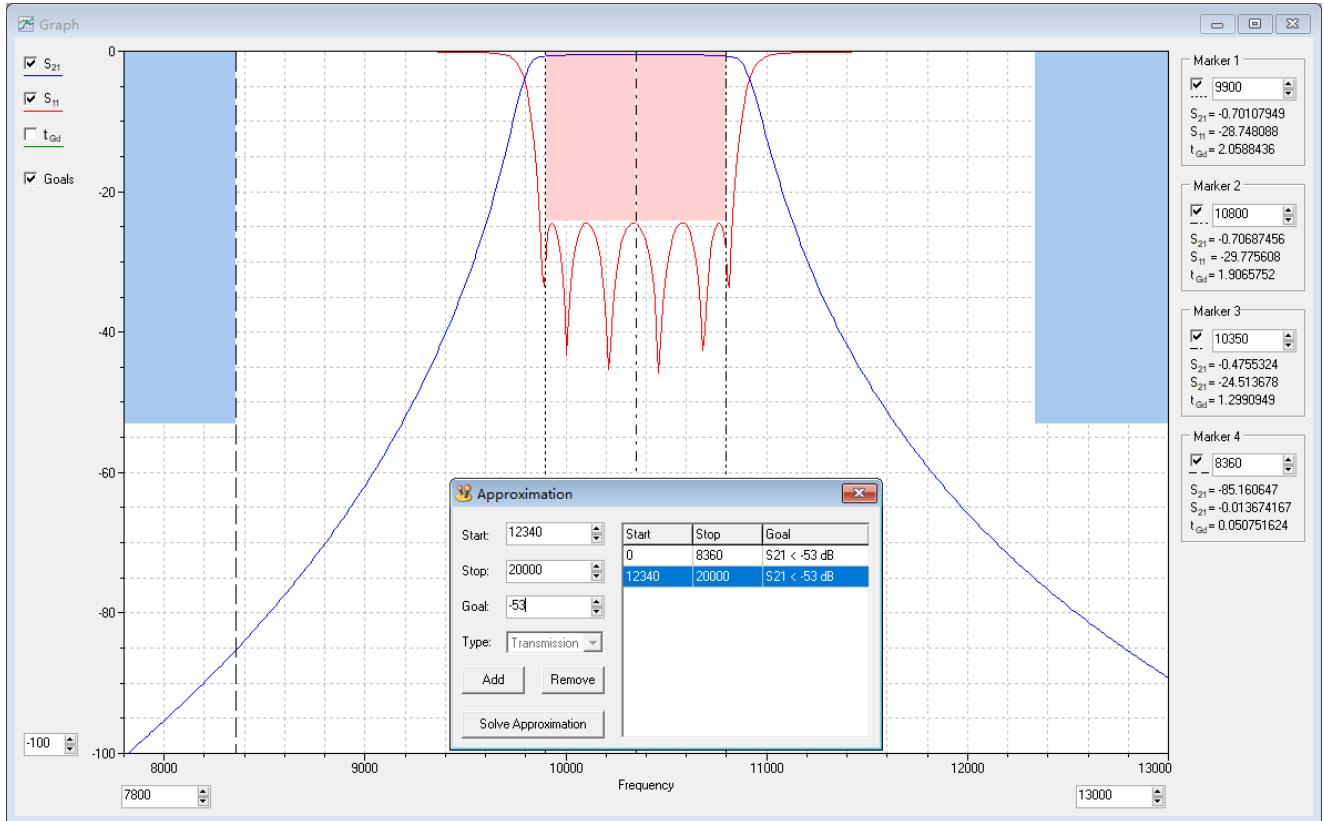 Graph
S21
S11
tGd
Goals
0
-20
-40
-60
-80
-100
-100
8000
9000
10000
11000
12000
13000
Frequency
7800
13000
Marker 1
9900
S21 = -0.70107949
S11 = -28.748088
tGd = 2.0588436
Marker 2
10800
S21 = -0.70687456
S11 = -29.775608
tGd = 1.9065752
Marker 3
10350
S21 = -0.4755324
S21 = -24.513678
tGd = 1.2990949
Marker 4
8360
S21 = -85.160647
S21 = -0.013674167
tGd = 0.050751624
Approximation
Start: 12340
Stop: 20000
Goal: -53
Type: Transmission
Add Remove
Solve Approximation
Start Stop Goal
0 8360 S21 < -53 dB
12340 20000 S21 < -53 dB